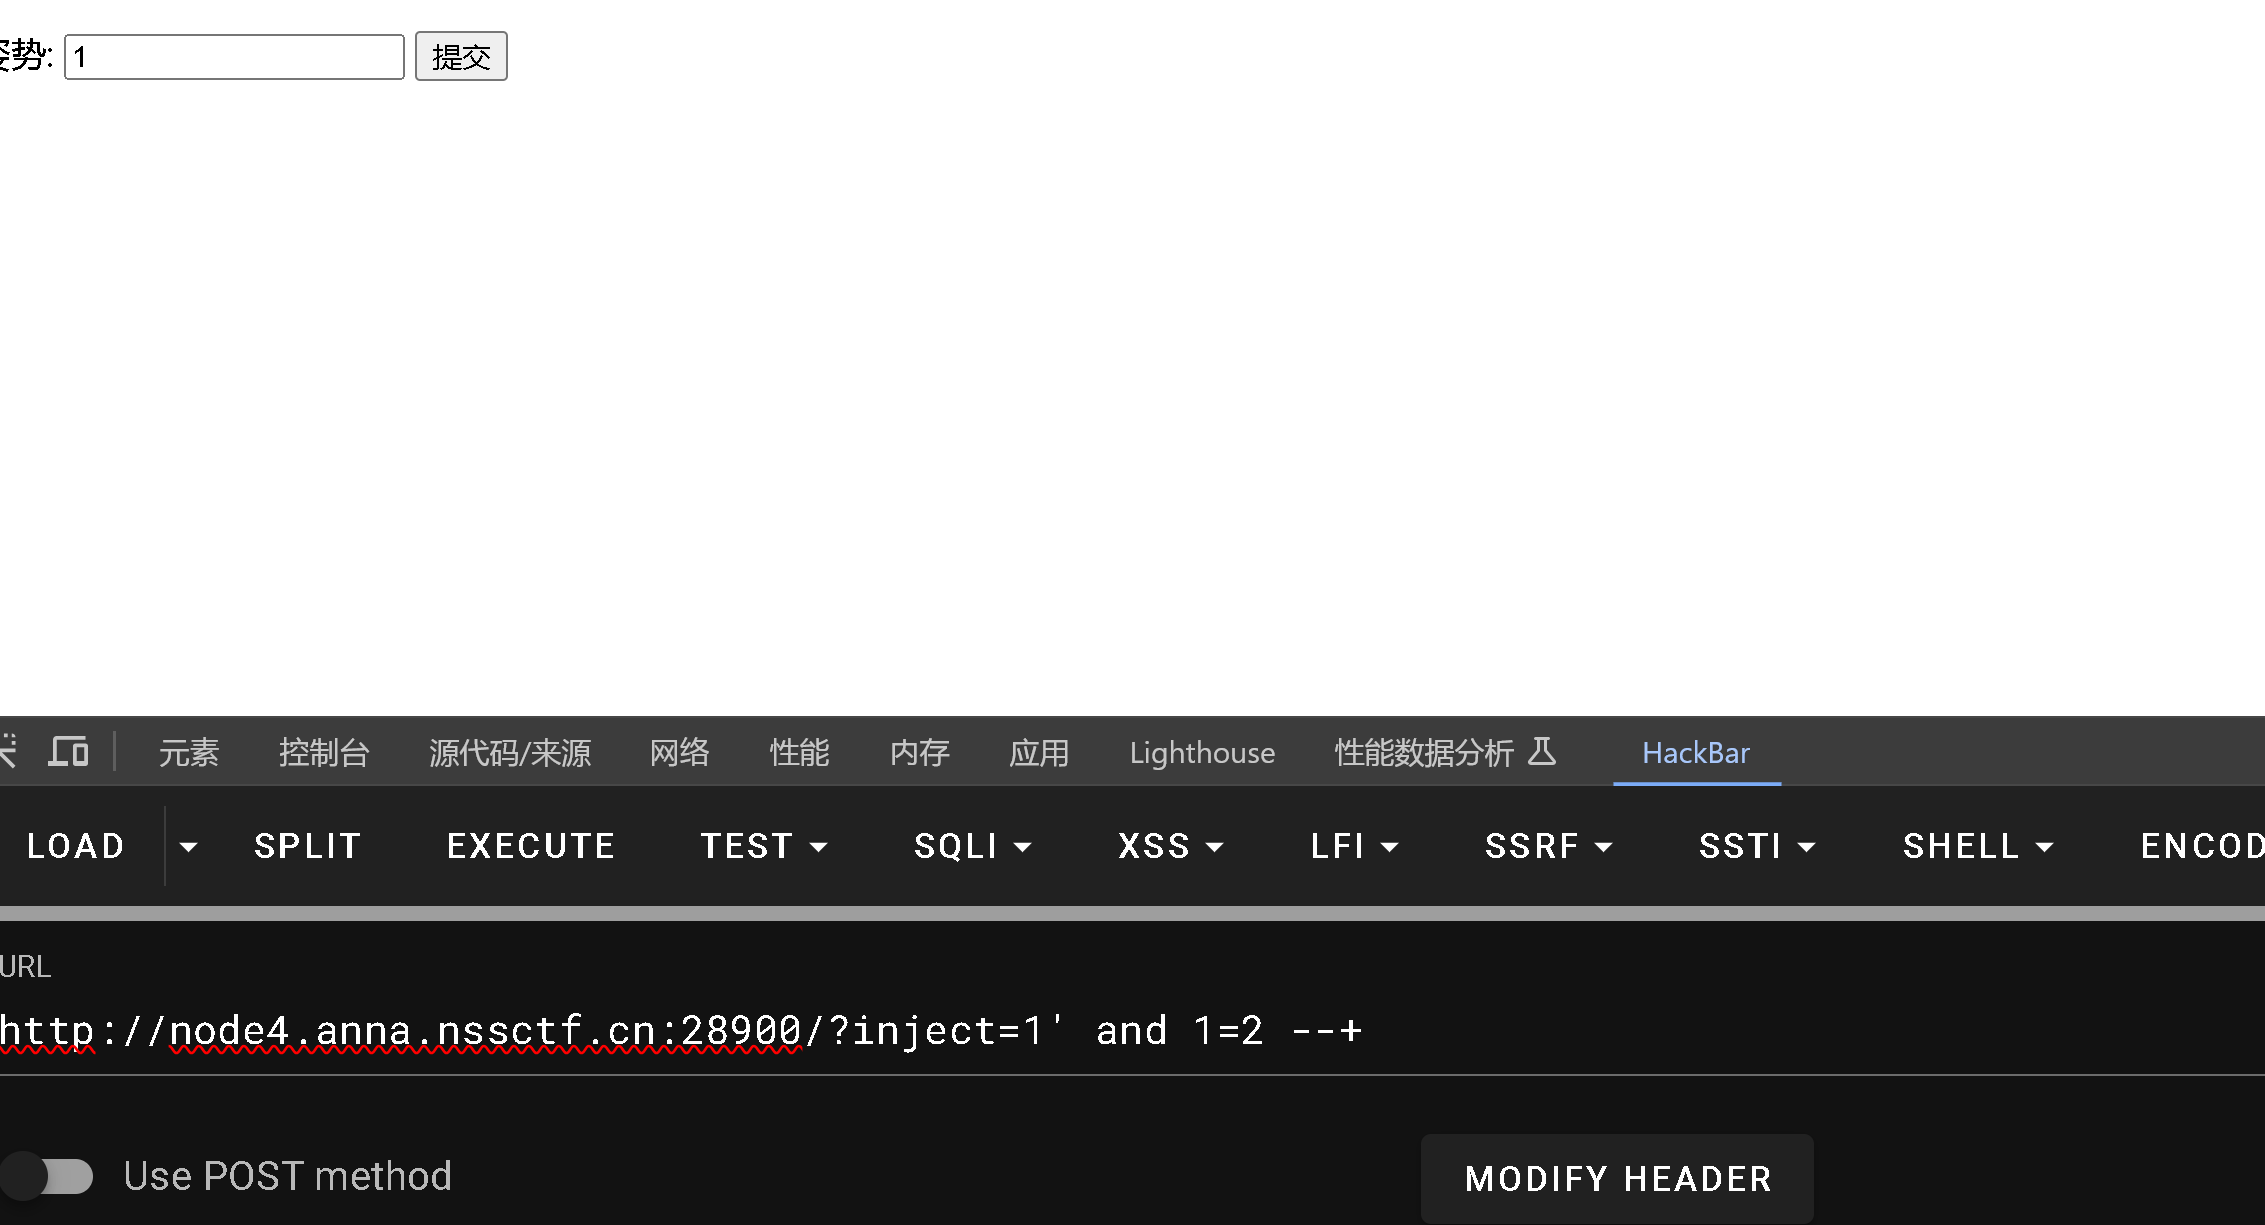 姿势: 1 提交
元素 控制台 源代码/来源 网络 性能 内存 应用 Lighthouse 性能数据分析 HackBar
LOAD SPLIT EXECUTE TEST SQLI XSS LFI SSRF SSTI SHELL ENCOD
URL
http://node4.anna.nssctf.cn:28900/?inject=1' and 1=2 --+
Use POST method MODIFY HEADER